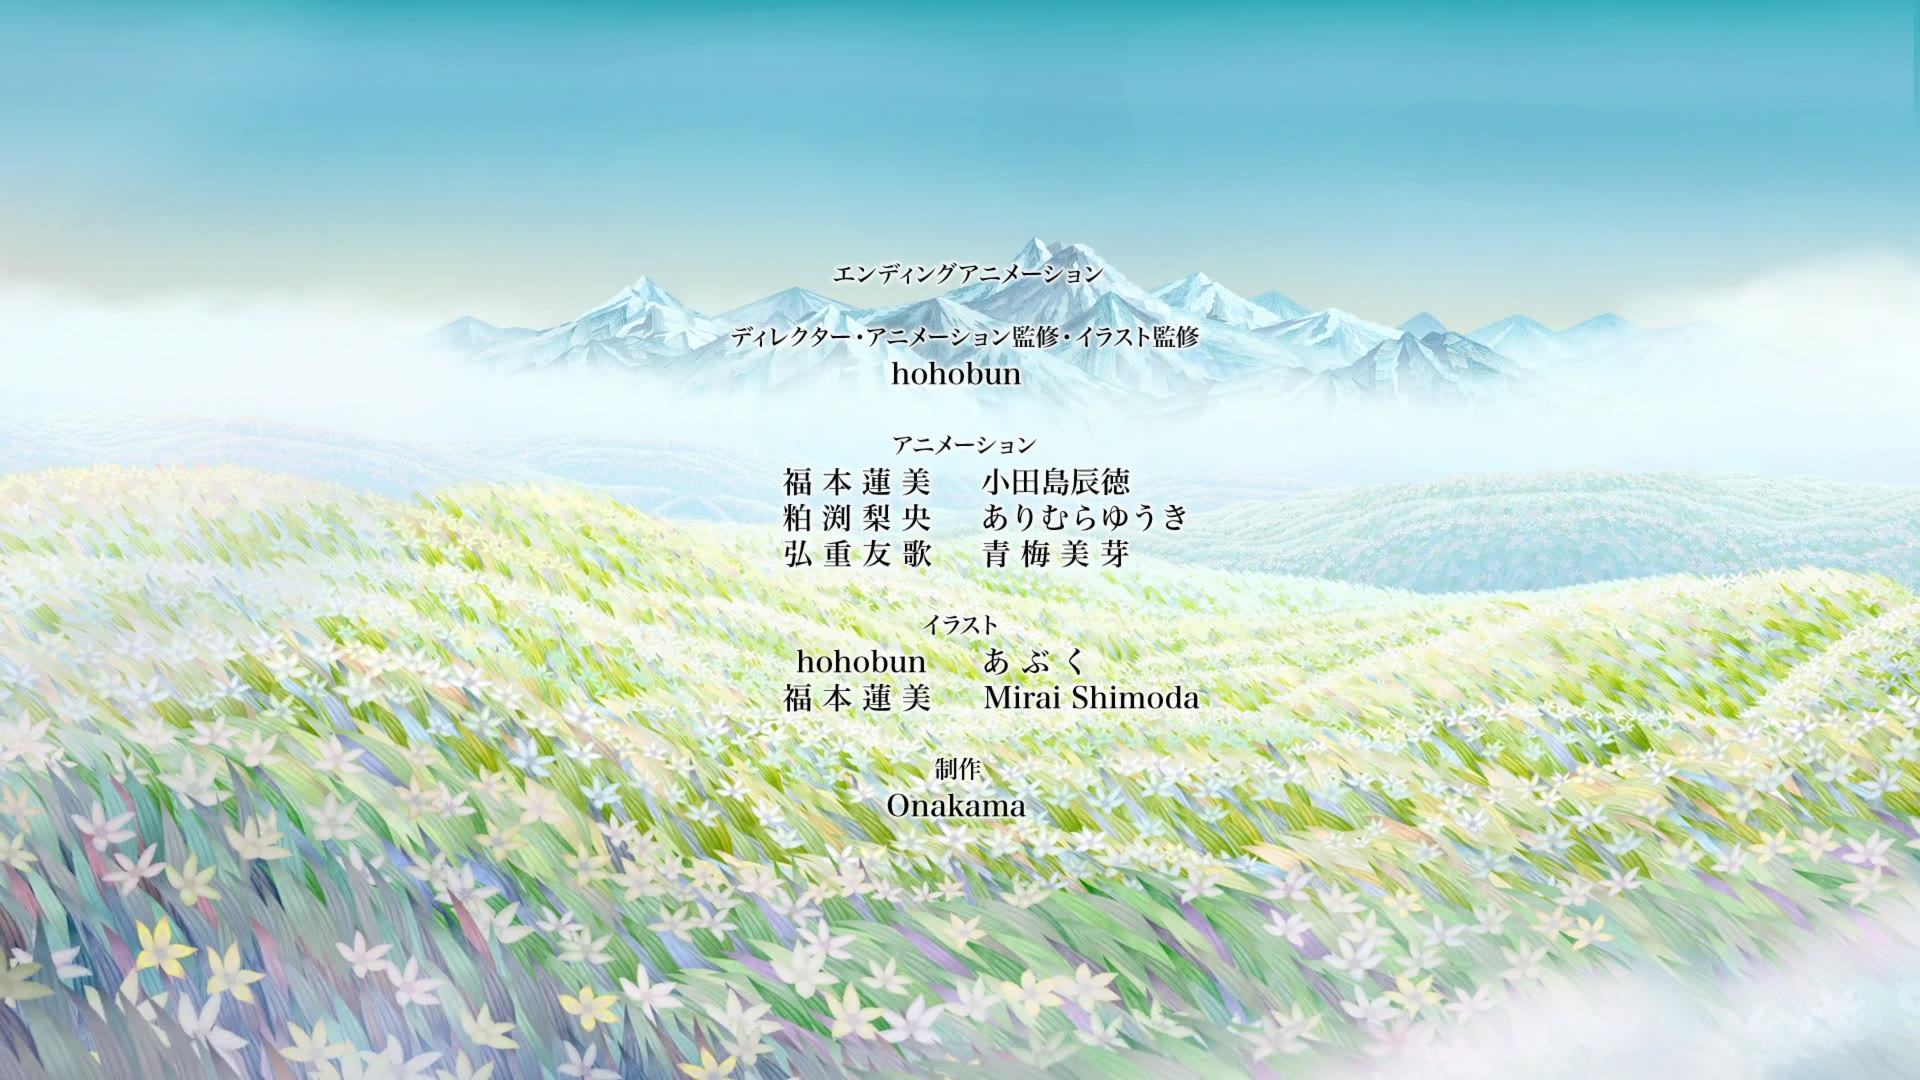 エンディングアニメーション
ディレクター・アニメーション監修・イラスト監修
hohobun
アニメーション
福本蓮美 小田島辰徳
粕渕梨央 ありむらゆうき
弘重友歌 青梅美芽
イラスト
hohobun あぶく
福本蓮美 Mirai Shimoda
制作
Onakama